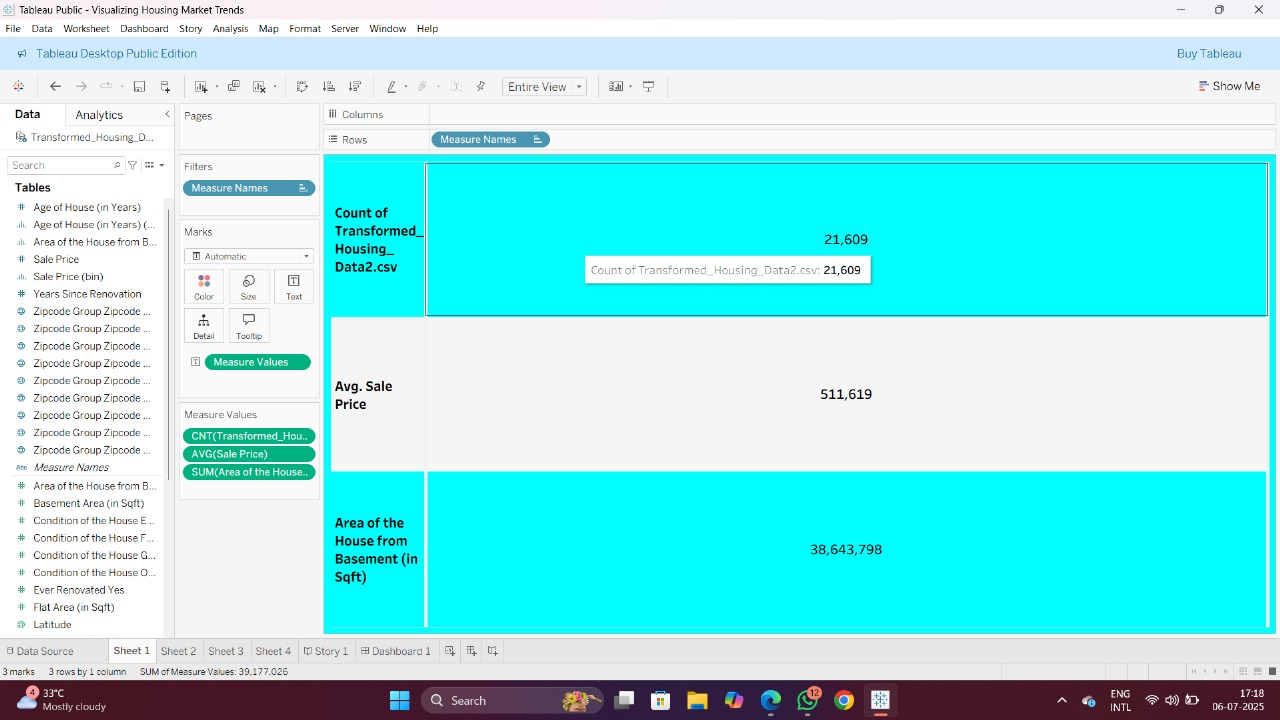 Tableau Public - Visualizing Housing Market Trends
File Data Worksheet Dashboard Story Analysis Map Format Server Window Help
Tableau Desktop Public Edition
Buy Tableau
Entire View
Show Me
Data Analytics
Transformed_Housing_D...
Search
Tables
Age of House (in Years)
Age of House (in Years) (...
Area of the House from B...
Sale Price
Sale Price (bin)
Years Since Renovation
Zipcode Group Zipcode ...
Zipcode Group Zipcode ...
Zipcode Group Zipcode ...
Zipcode Group Zipcode ...
Zipcode Group Zipcode ...
Zipcode Group Zipcode ...
Zipcode Group Zipcode ...
Zipcode Group Zipcode ...
Zipcode Group Zipcode ...
Abc Measure Names
Area of the House from B...
Basement Area (in Sqft)
Condition of the House E...
Condition of the House F...
Condition of the House G...
Condition of the House O...
Ever Renovated Yes
Flat Area (in Sqft)
Latitude
Pages
Filters
Measure Names
Marks
Automatic
Color Size Text
Detail Tooltip
Measure Values
Measure Values
CNT(Transformed_Hou..
AVG(Sale Price)
SUM(Area of the House..
Columns
Rows
Measure Names
Count of
Transformed_
Housing_
Data2.csv
21,609
Count of Transformed_Housing_Data2.csv: 21,609
Avg. Sale
Price
511,619
Area of the
House from
Basement (in
Sqft)
38,643,798
Data Source Sheet 1 Sheet 2 Sheet 3 Sheet 4 Story 1 Dashboard 1
3 marks 3 rows by 1 column SUM of Measure Values: 39,177,026
4
33°C
Mostly cloudy
Search
12
ENG
INTL
17:18
06-07-2025